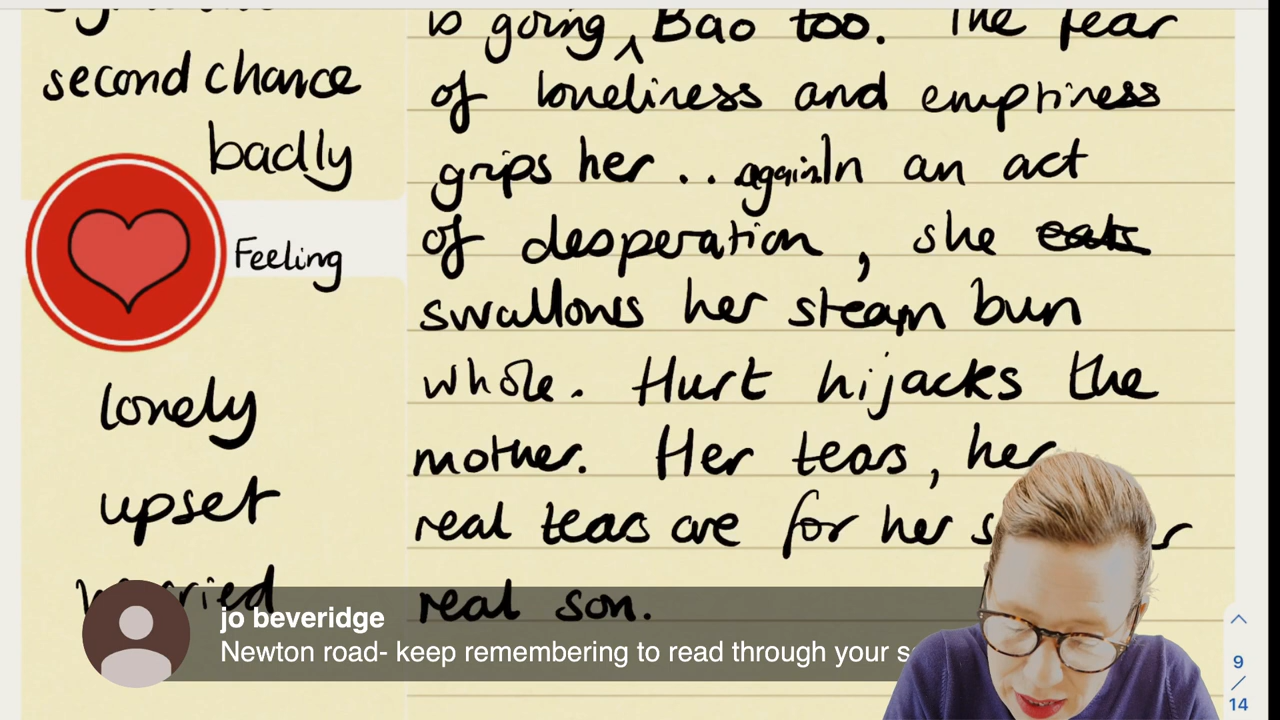 second chance
badly
Feeling
lonely
upset
worried
is going ^ Bao too. The fear
of loneliness and emptiness
grips her .. again. In an act
of desperation, she eats
swallows her steam bun
whole. Hurt hijacks the
mother. Her tears, her
real tears are for her
real son.
jo beveridge
Newton road- keep remembering to read through your
9
/
14